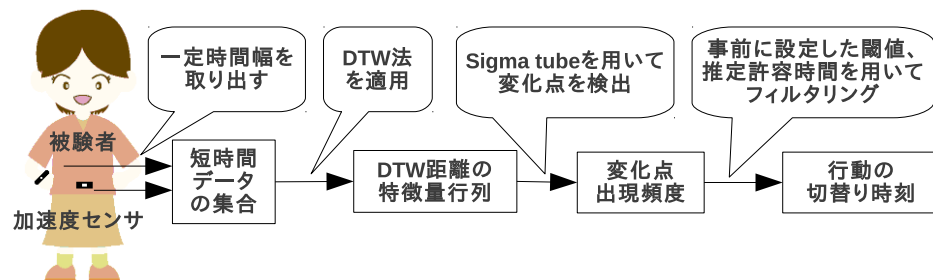 一定時間幅を
取り出す
DTW法
を適用
Sigma tubeを用いて
変化点を検出
事前に設定した閾値、
推定許容時間を用いて
フィルタリング
被験者
加速度センサ
短時間
データ
の集合
DTW距離の
特徴量行列
変化点
出現頻度
行動の
切替り時刻